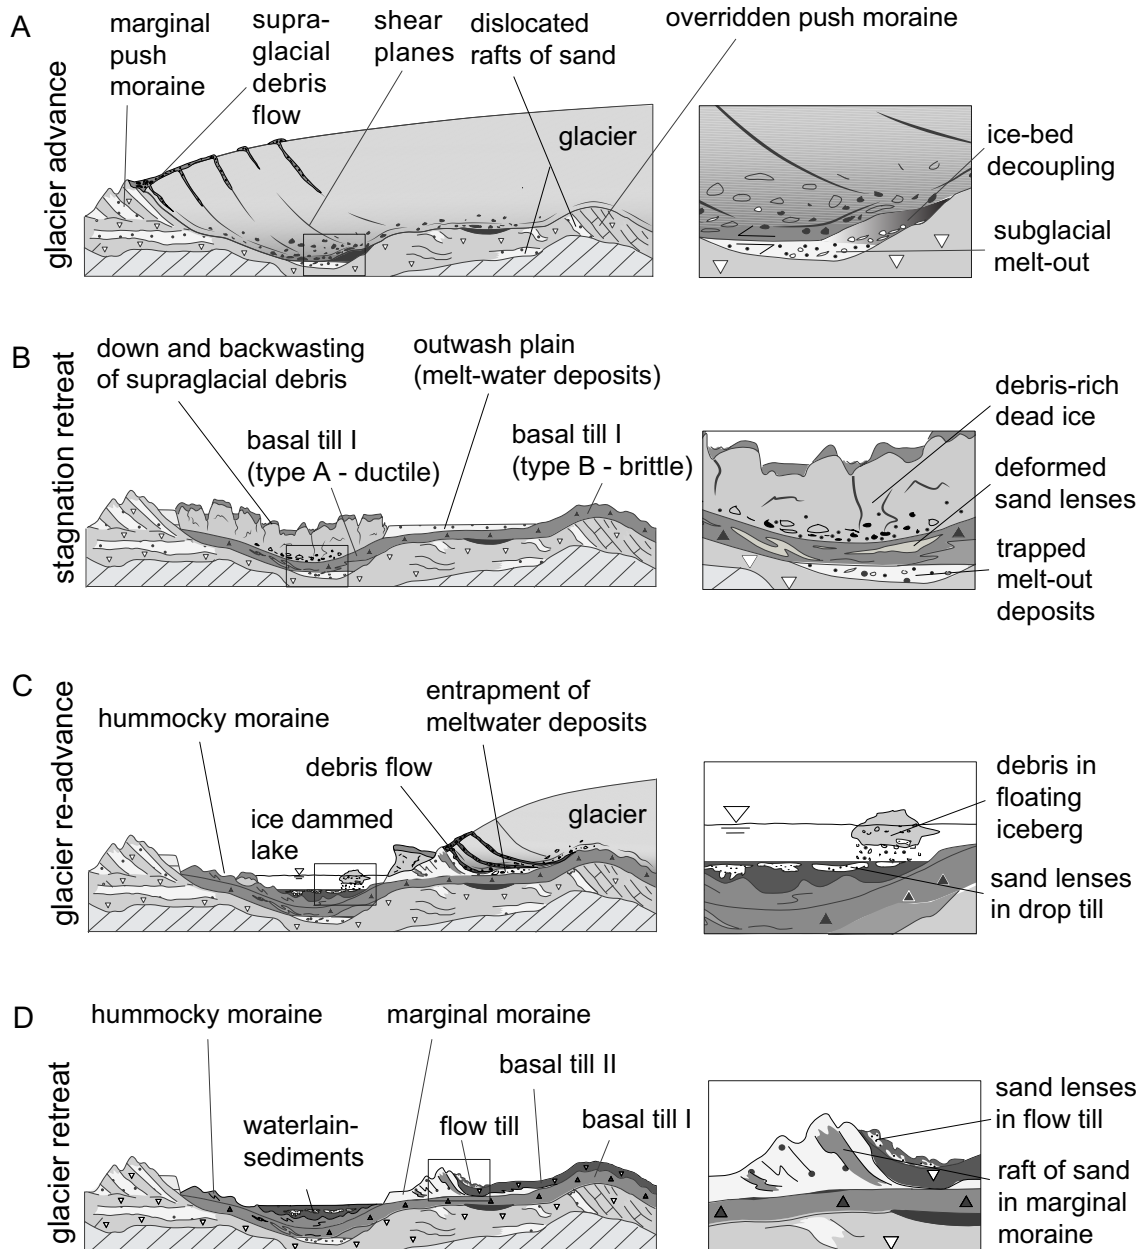 A
glacier advance
marginal
push
moraine
supra-
glacial
debris
flow
shear
planes
dislocated
rafts of sand
overridden push moraine
glacier
ice-bed
decoupling
subglacial
melt-out
B
stagnation retreat
down and backwasting
of supraglacial debris
outwash plain
(melt-water deposits)
basal till I
(type A - ductile)
basal till I
(type B - brittle)
debris-rich
dead ice
deformed
sand lenses
trapped
melt-out
deposits
C
glacier re-advance
hummocky moraine
entrapment of
meltwater deposits
debris flow
ice dammed
lake
glacier
debris in
floating
iceberg
sand lenses
in drop till
D
glacier retreat
hummocky moraine
marginal moraine
basal till II
waterlain-
sediments
flow till
basal till I
sand lenses
in flow till
raft of sand
in marginal
moraine